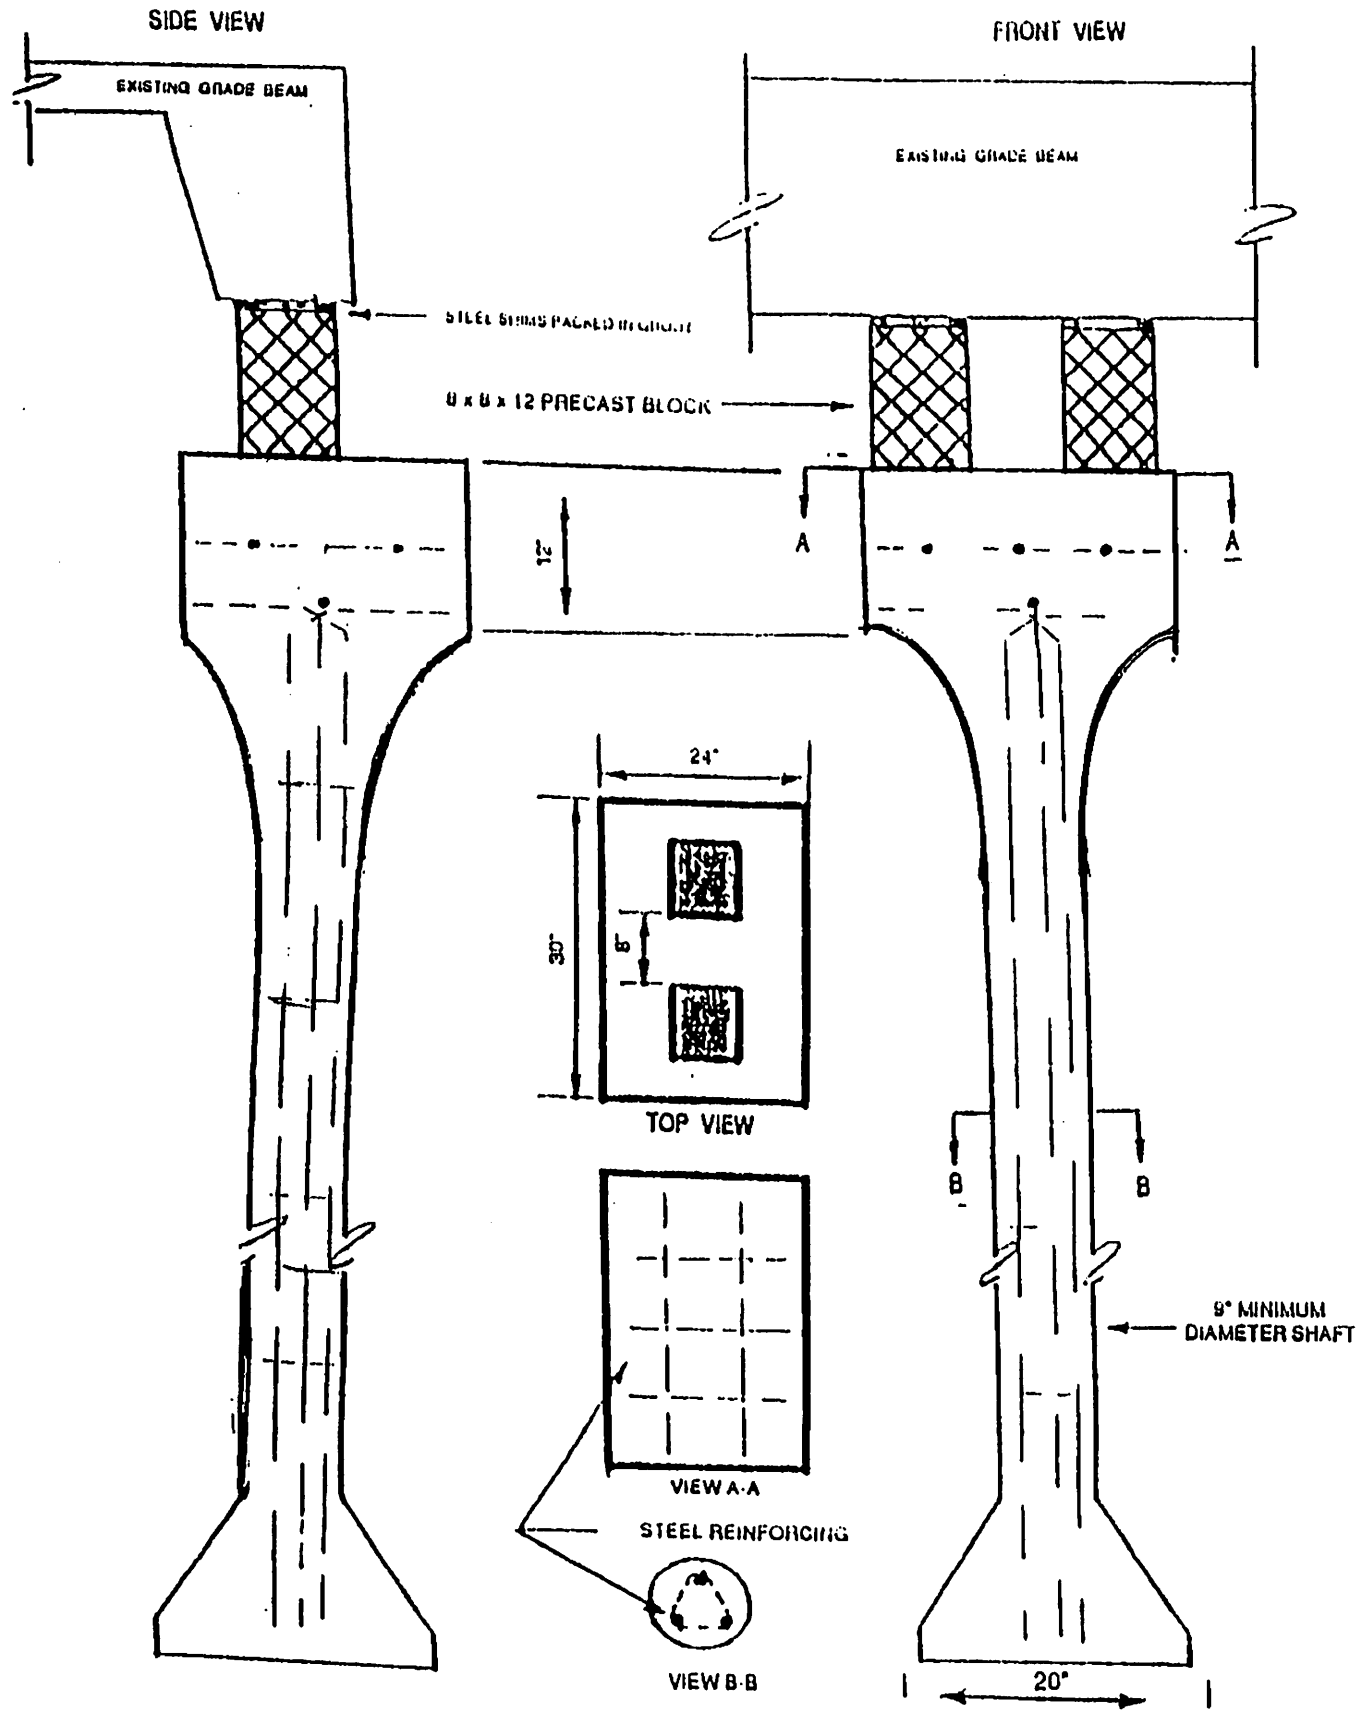 SIDE VIEW
FRONT VIEW
EXISTING GRADE BEAM
EXISTING GRADE BEAM
STEEL SHIMS PACKED IN GROUT
8 x 8 x 12 PRECAST BLOCK
12"
A
A
24"
30"
8"
TOP VIEW
B
B
9" MINIMUM
DIAMETER SHAFT
VIEW A-A
STEEL REINFORCING
VIEW B-B
20"